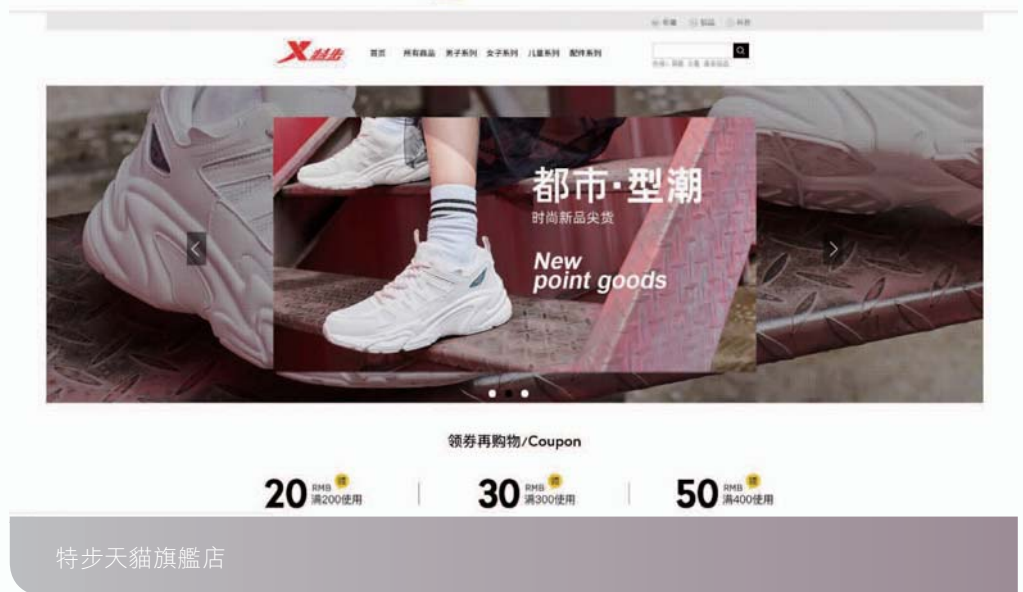 特步
首页 所有商品 男子系列 女子系列 儿童系列 配件系列
都市·型潮
时尚新品尖货
New
point goods
领券再购物/Coupon
20 RMB 领 满200使用
30 RMB 领 满300使用
50 RMB 领 满400使用
特步天貓旗艦店